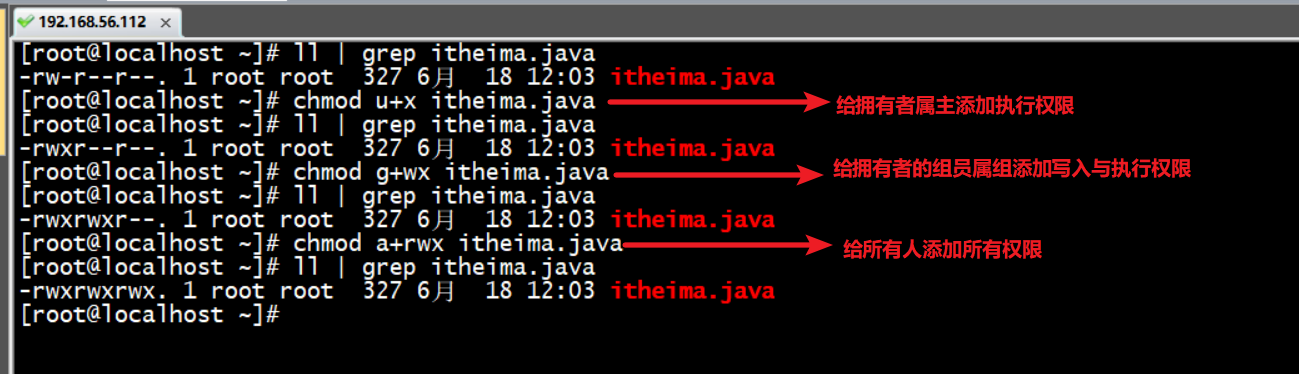 192.168.56.112 ×
[root@localhost ~]# ll | grep itheima.java
-rw-r--r--. 1 root root  327 6月  18 12:03 itheima.java
[root@localhost ~]# chmod u+x itheima.java 给拥有者属主添加执行权限
[root@localhost ~]# ll | grep itheima.java
-rwxr--r--. 1 root root  327 6月  18 12:03 itheima.java
[root@localhost ~]# chmod g+wx itheima.java 给拥有者的组员属组添加写入与执行权限
[root@localhost ~]# ll | grep itheima.java
-rwxrwxr--. 1 root root  327 6月  18 12:03 itheima.java
[root@localhost ~]# chmod a+rwx itheima.java 给所有人添加所有权限
[root@localhost ~]# ll | grep itheima.java
-rwxrwxrwx. 1 root root  327 6月  18 12:03 itheima.java
[root@localhost ~]#